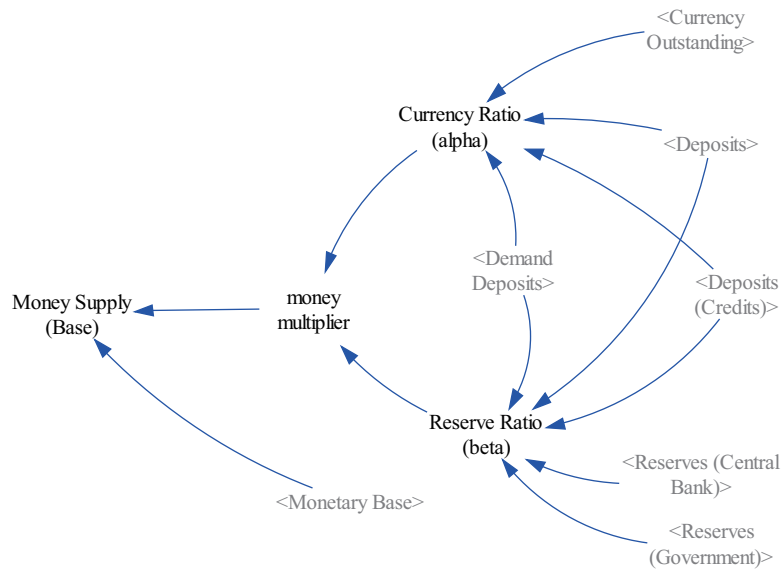 <Currency
Outstanding>
Currency Ratio
(alpha)
<Deposits>
<Demand
Deposits>
<Deposits
(Credits)>
Money Supply
(Base)
money
multiplier
Reserve Ratio
(beta)
<Reserves (Central
Bank)>
<Monetary Base>
<Reserves
(Government)>